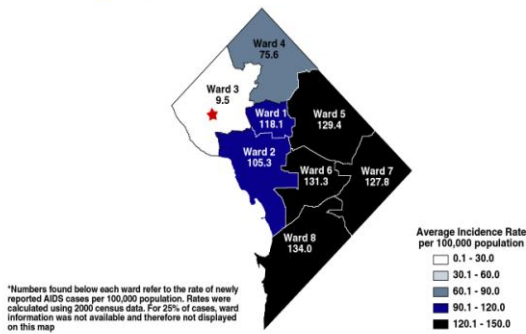 Ward 4
75.6
Ward 3
9.5
Ward 1
118.1
Ward 5
129.4
Ward 2
105.3
Ward 6
131.3
Ward 7
127.8
Ward 8
134.0
Average Incidence Rate
per 100,000 population
0.1 - 30.0
30.1 - 60.0
60.1 - 90.0
90.1 - 120.0
120.1 - 150.0
*Numbers found below each ward refer to the rate of newly
reported AIDS cases per 100,000 population. Rates were
calculated using 2000 census data. For 25% of cases, ward
information was not available and therefore not displayed
on this map